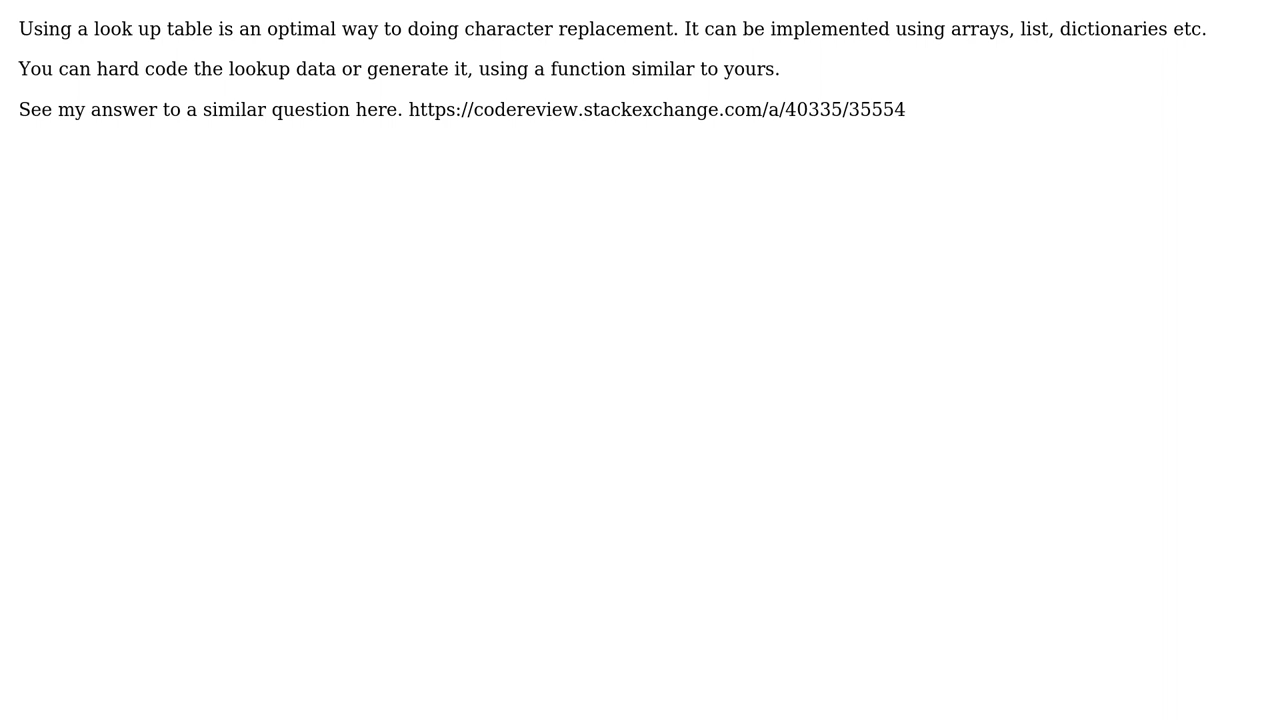 Using a look up table is an optimal way to doing character replacement. It can be implemented using arrays, list, dictionaries etc.
You can hard code the lookup data or generate it, using a function similar to yours.
See my answer to a similar question here. https://codereview.stackexchange.com/a/40335/35554